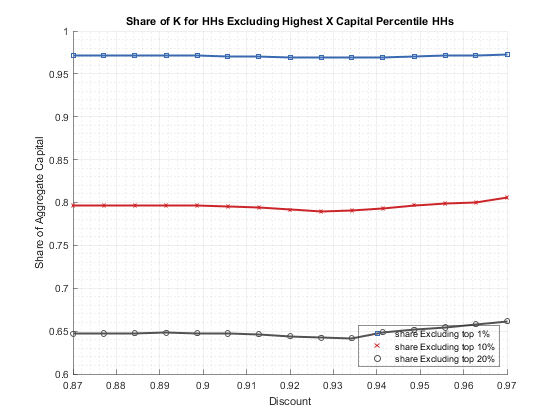 Share of K for HHs Excluding Highest X Capital Percentile HHs
1
0.95
0.9
0.85
0.8
0.75
0.7
0.65
0.6
Share of Aggregate Capital
share Excluding top 1%
share Excluding top 10%
share Excluding top 20%
0.87 0.88 0.89 0.9 0.91 0.92 0.93 0.94 0.95 0.96 0.97
Discount